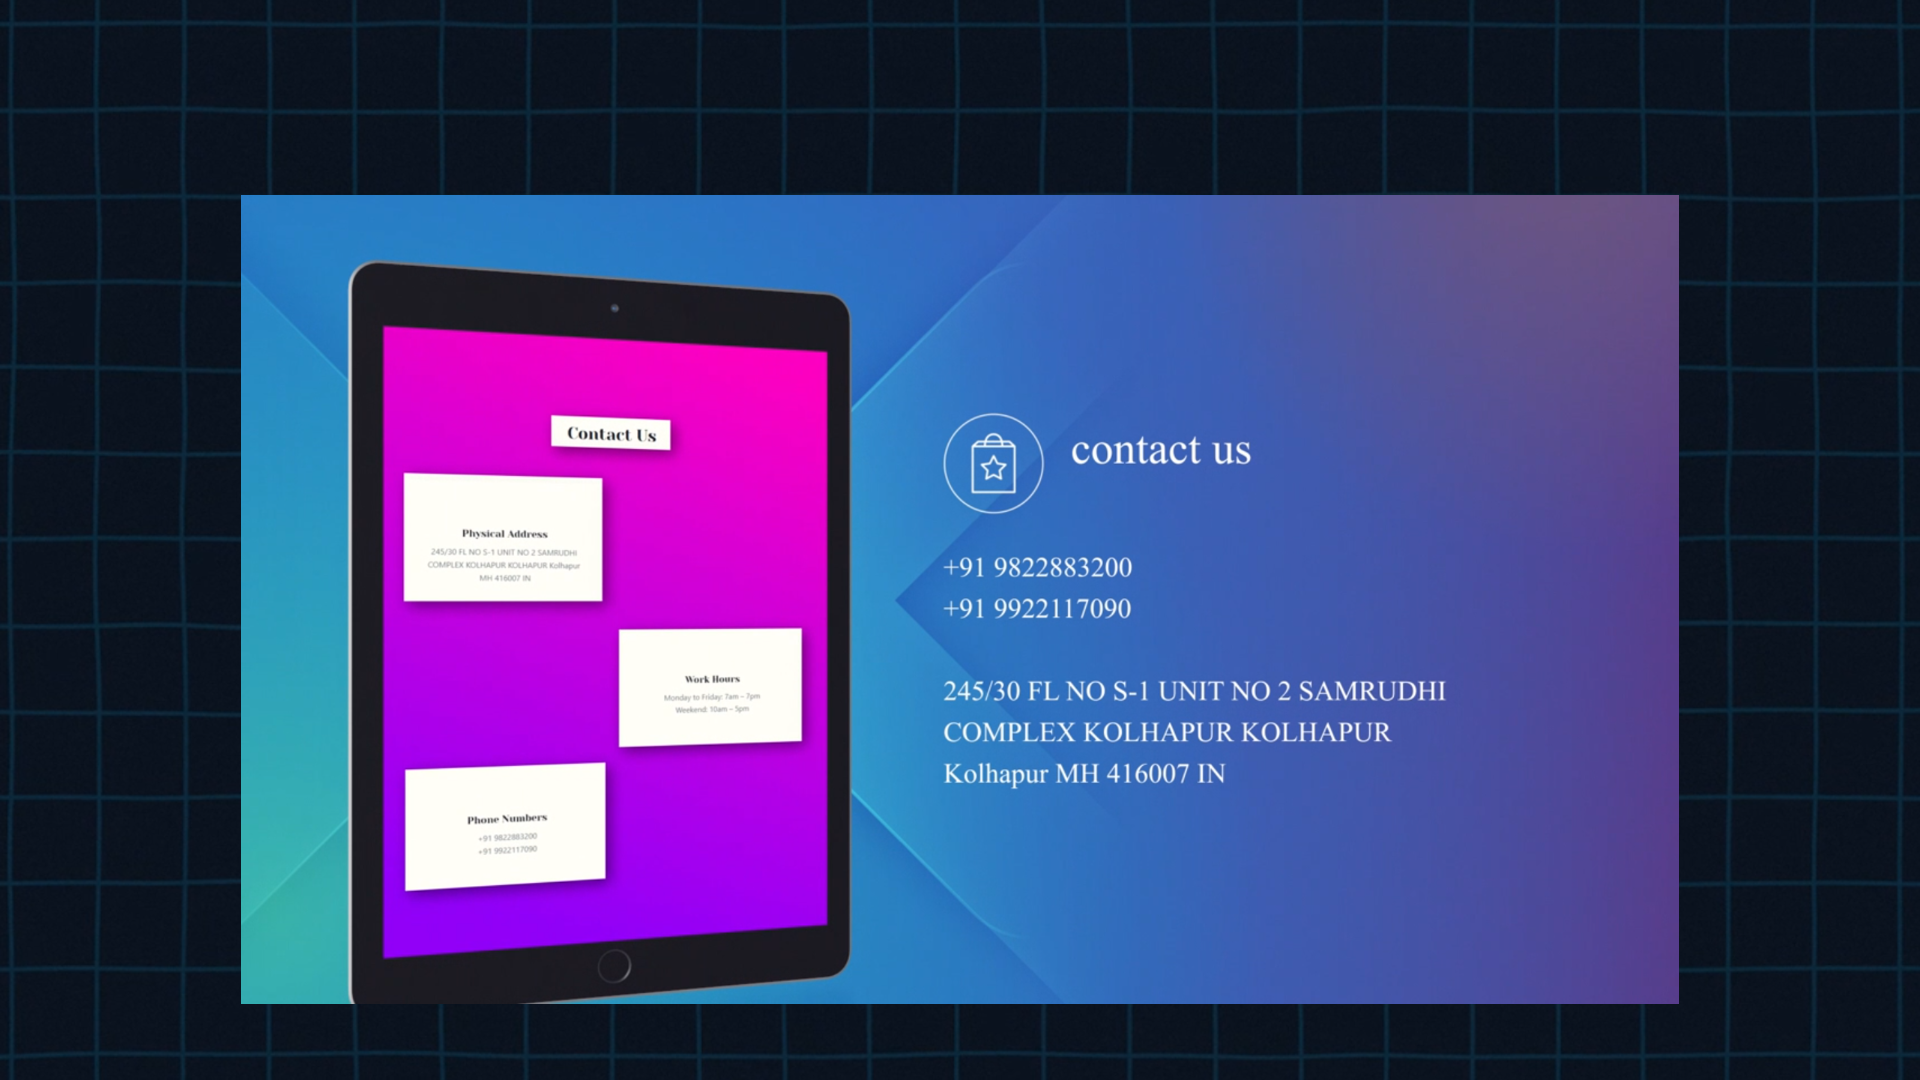 Contact Us
Physical Address
245/30 FL NO S-1 UNIT NO 2 SAMRUDHI
COMPLEX KOLHAPUR KOLHAPUR Kolhapur
MH 416007 IN
Work Hours
Monday to Friday: 7am – 7pm
Weekend: 10am – 5pm
Phone Numbers
+91 9822883200
+91 9922117090
contact us
+91 9822883200
+91 9922117090
245/30 FL NO S-1 UNIT NO 2 SAMRUDHI
COMPLEX KOLHAPUR KOLHAPUR
Kolhapur MH 416007 IN